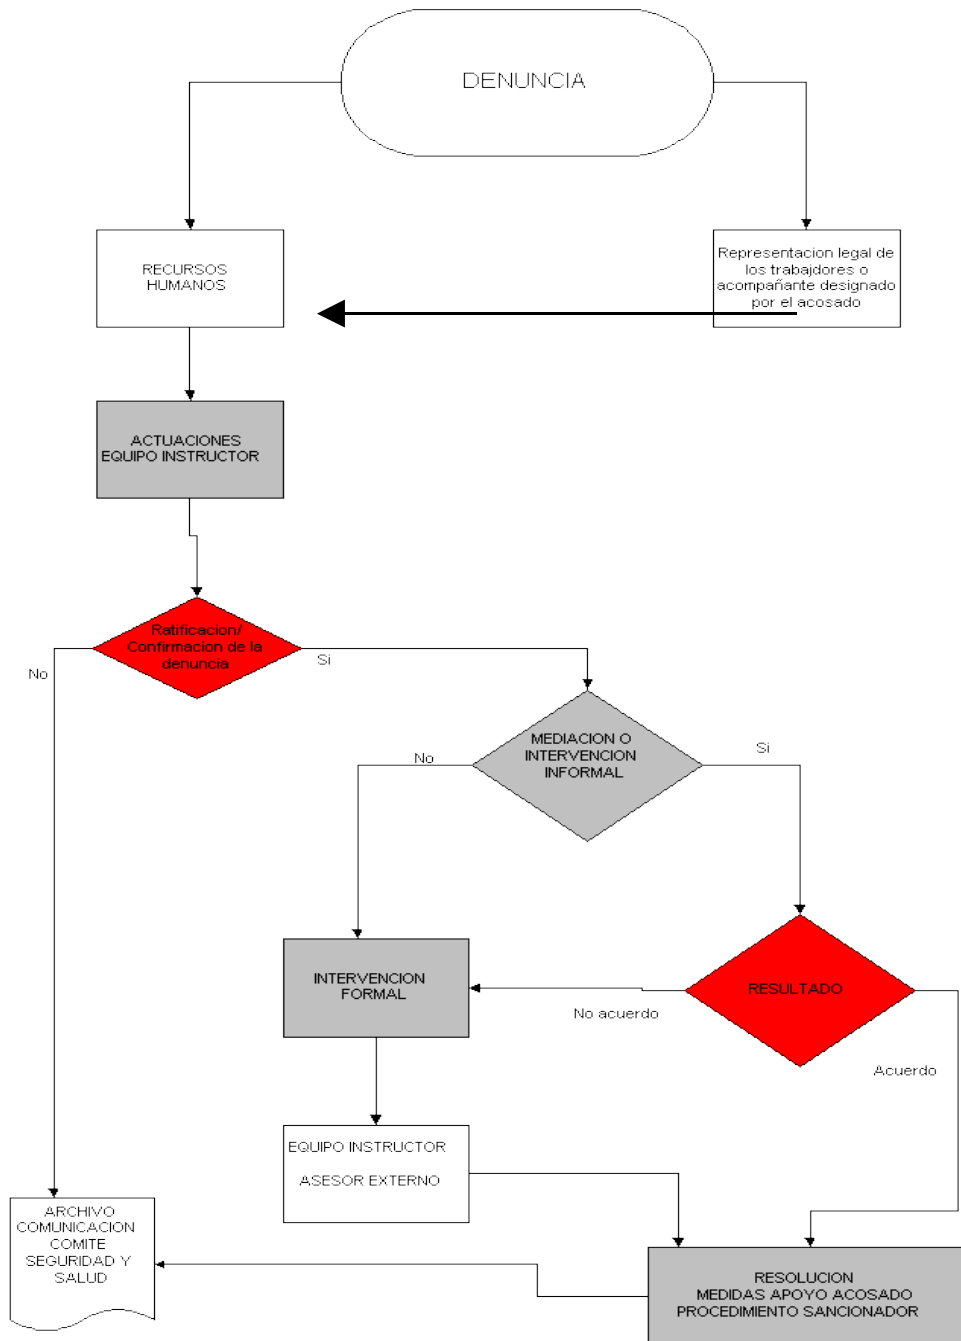 DENUNCIA
RECURSOS
HUMANOS
Representacion legal de
los trabajdores o
acompañante designado
por el acosado
ACTUACIONES
EQUIPO INSTRUCTOR
Ratificacion/
Confirmacion de la
denuncia
No
Si
MEDIACION O
INTERVENCION
INFORMAL
No
Si
INTERVENCION
FORMAL
RESULTADO
No acuerdo
Acuerdo
EQUIPO INSTRUCTOR
ASESOR EXTERNO
ARCHIVO
COMUNICACION
COMITE
SEGURIDAD Y
SALUD
RESOLUCION
MEDIDAS APOYO ACOSADO
PROCEDIMIENTO SANCIONADOR